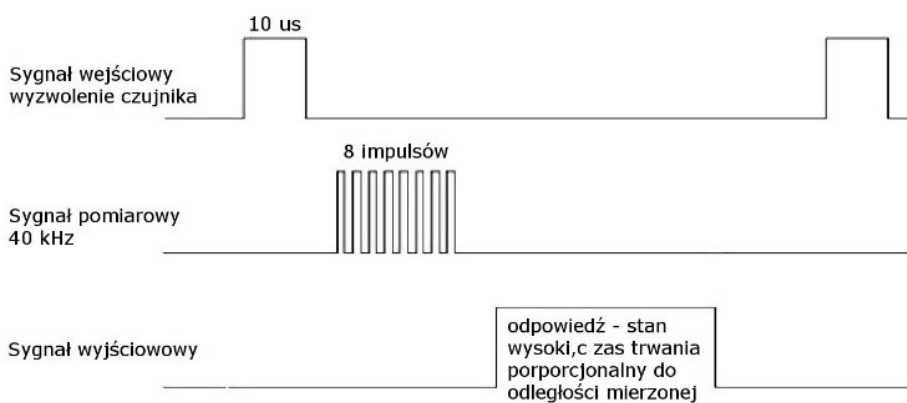 10 us
Sygnał wejściowy
wyzwolenie czujnika
8 impulsów
Sygnał pomiarowy
40 kHz
Sygnał wyjściowowy
odpowiedź - stan
wysoki,c zas trwania
porporcjonalny do
odległości mierzonej